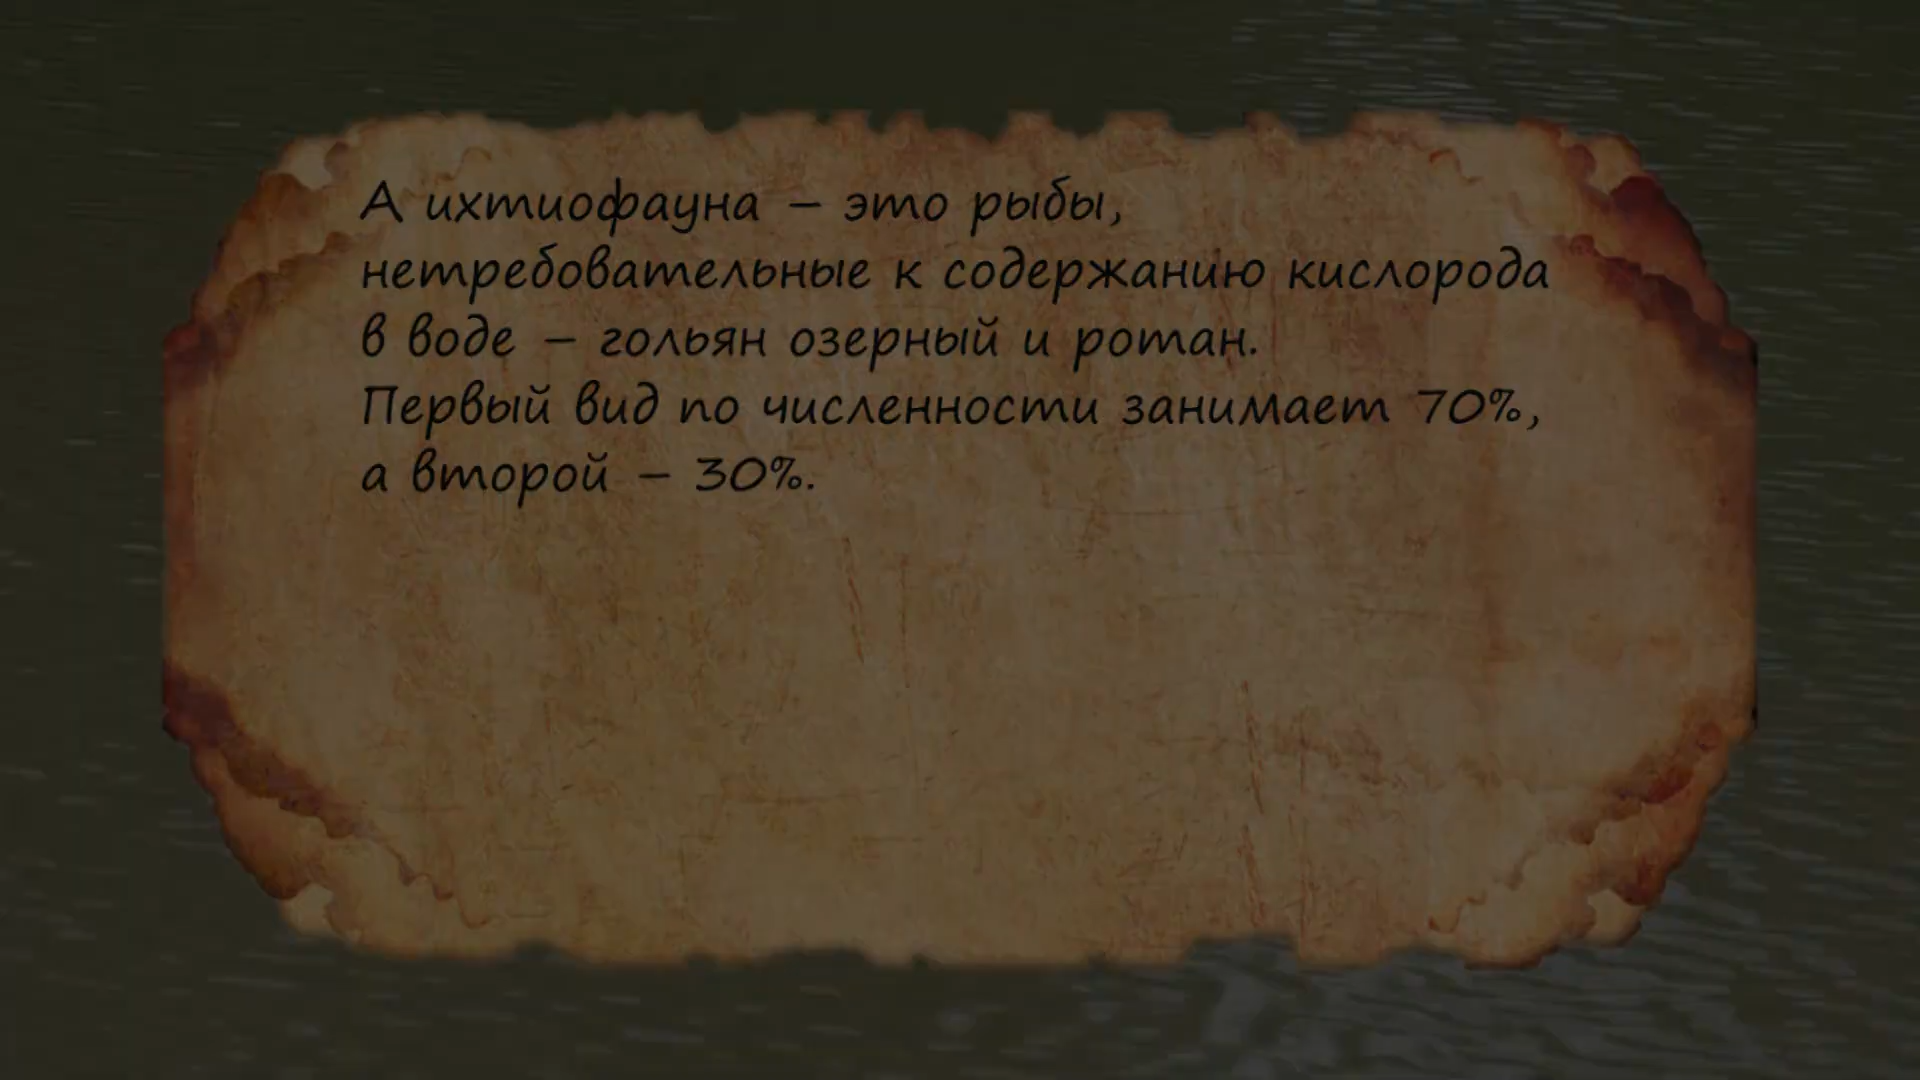 А ихтиофауна – это рыбы,
нетребовательные к содержанию кислорода
в воде – гольян озерный и ротан.
Первый вид по численности занимает 70%,
а второй – 30%.